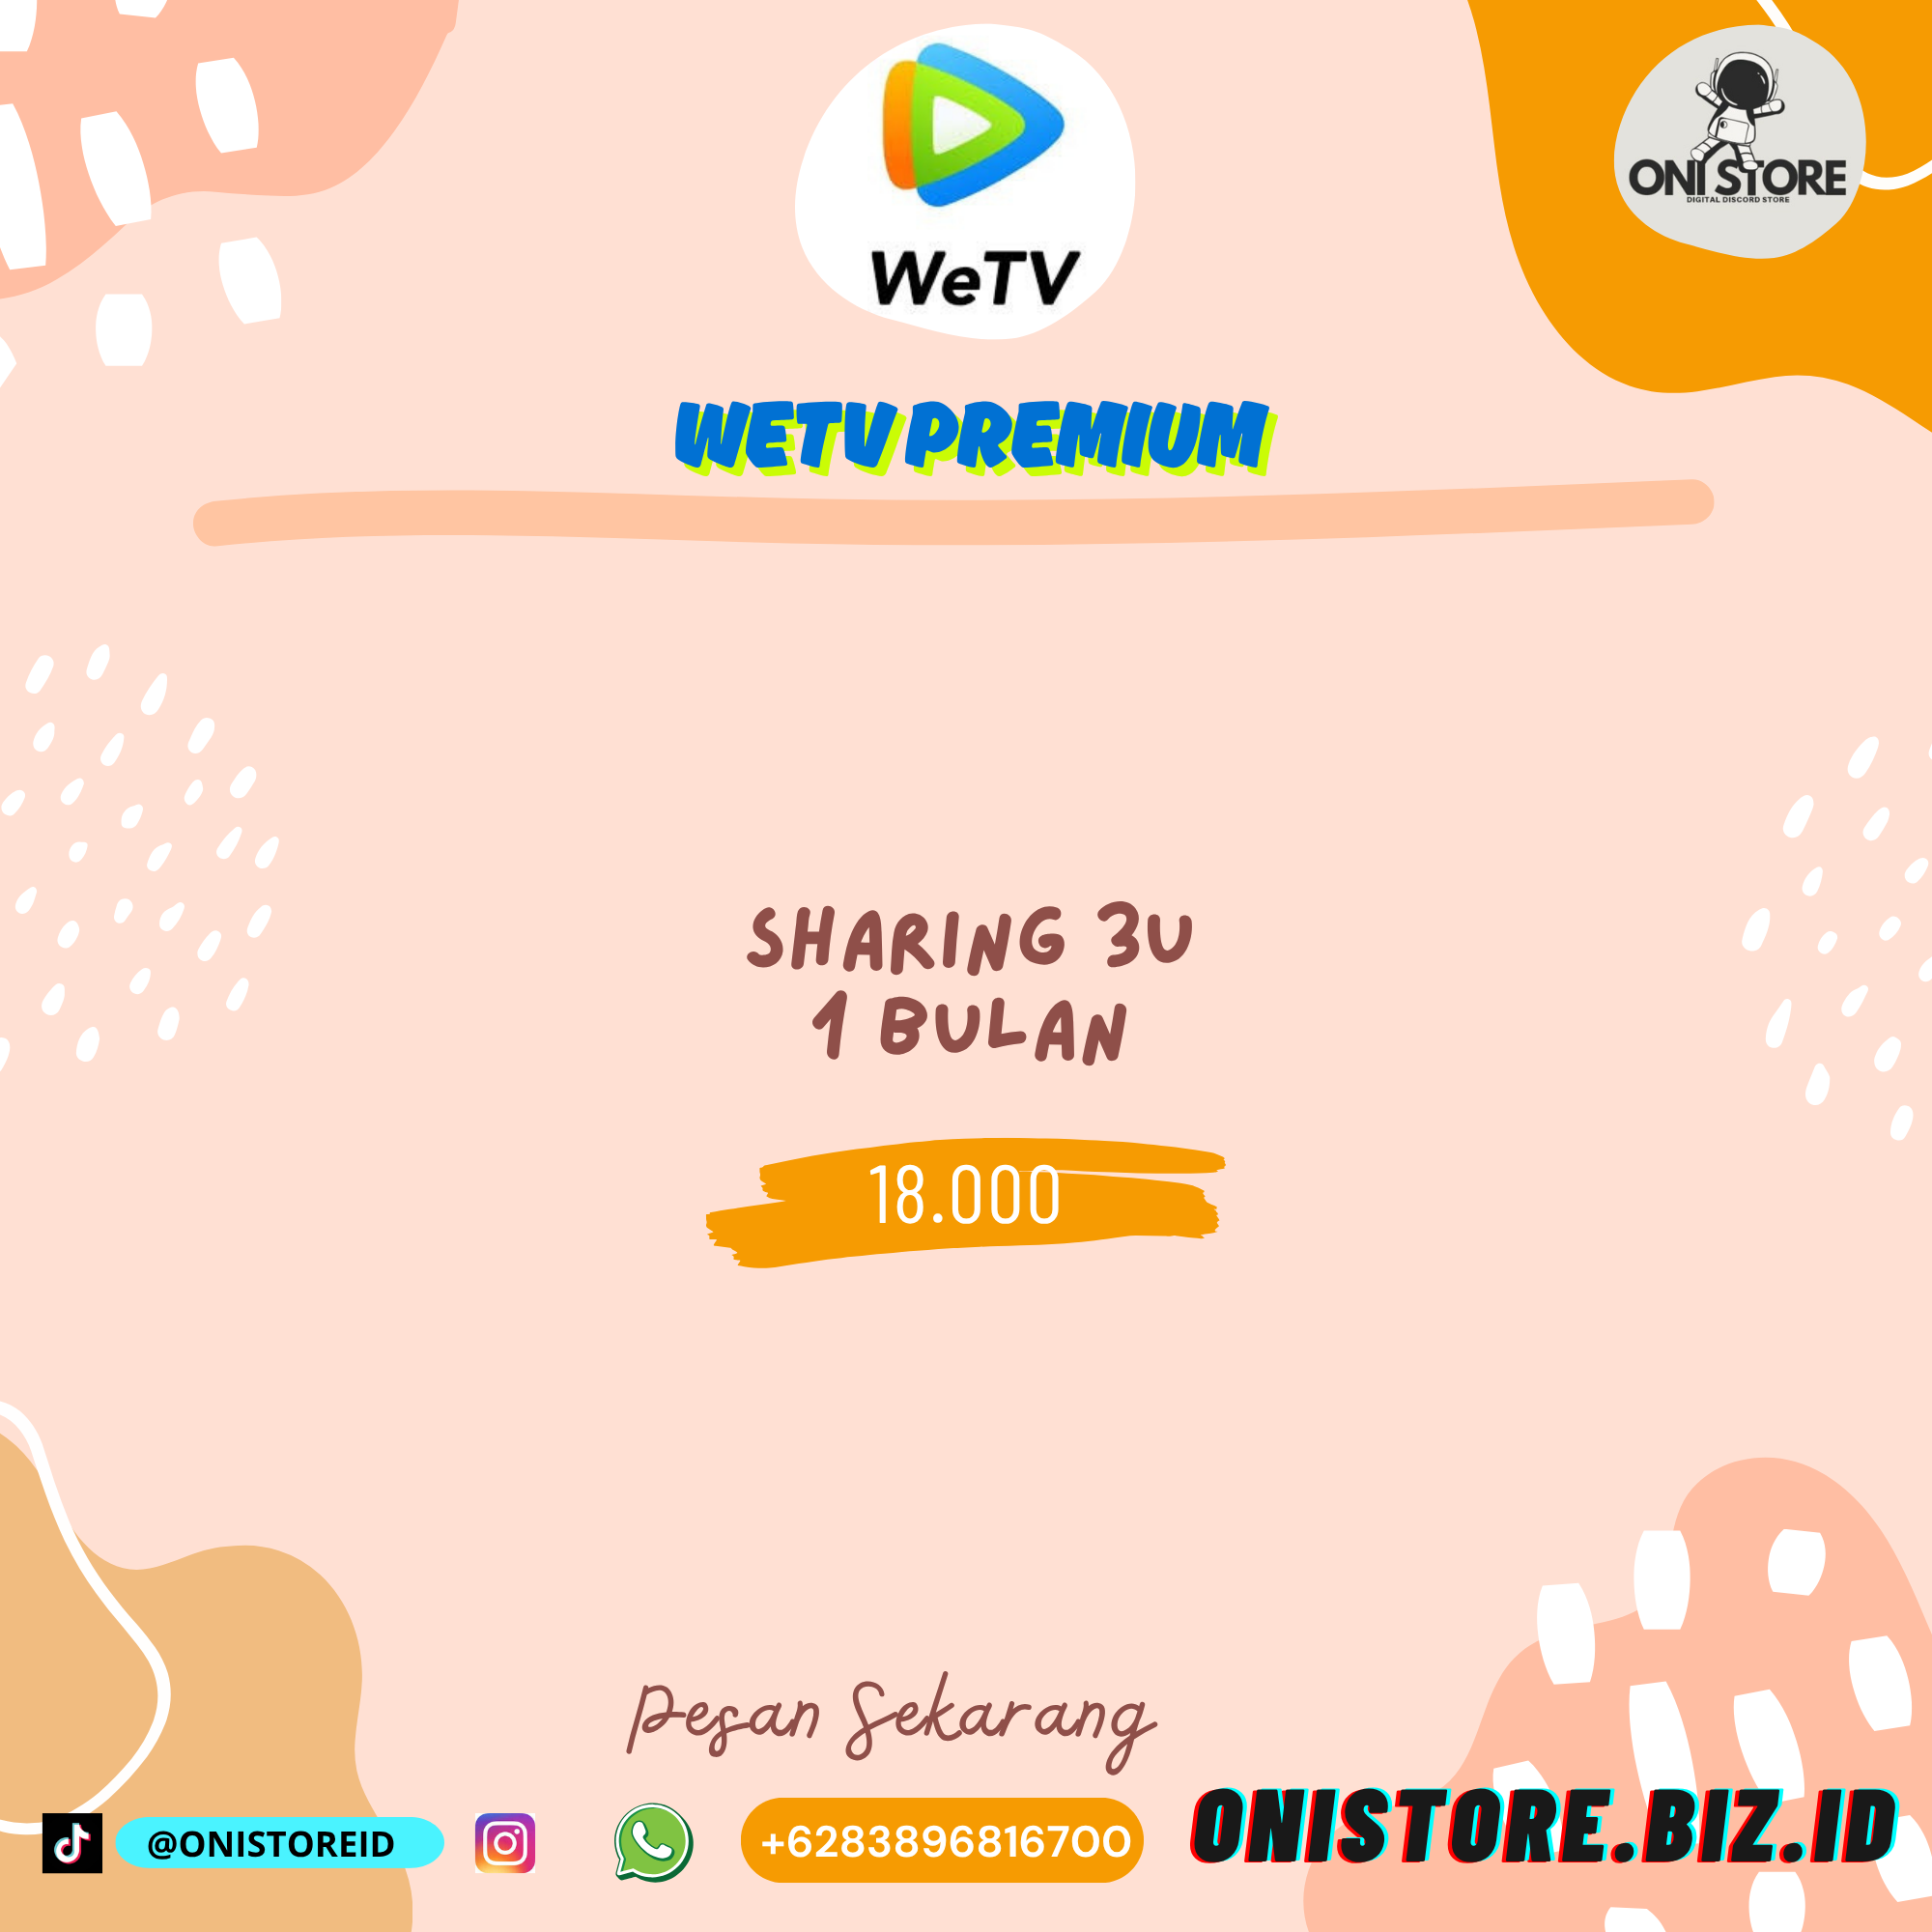 WeTV
ONI STORE
DIGITAL DISCORD STORE
WETV PREMIUM
SHARING 3U
1 BULAN
18.000
Pesan Sekarang
@ONISTOREID
+6283896816700
ONISTORE.BIZ.ID